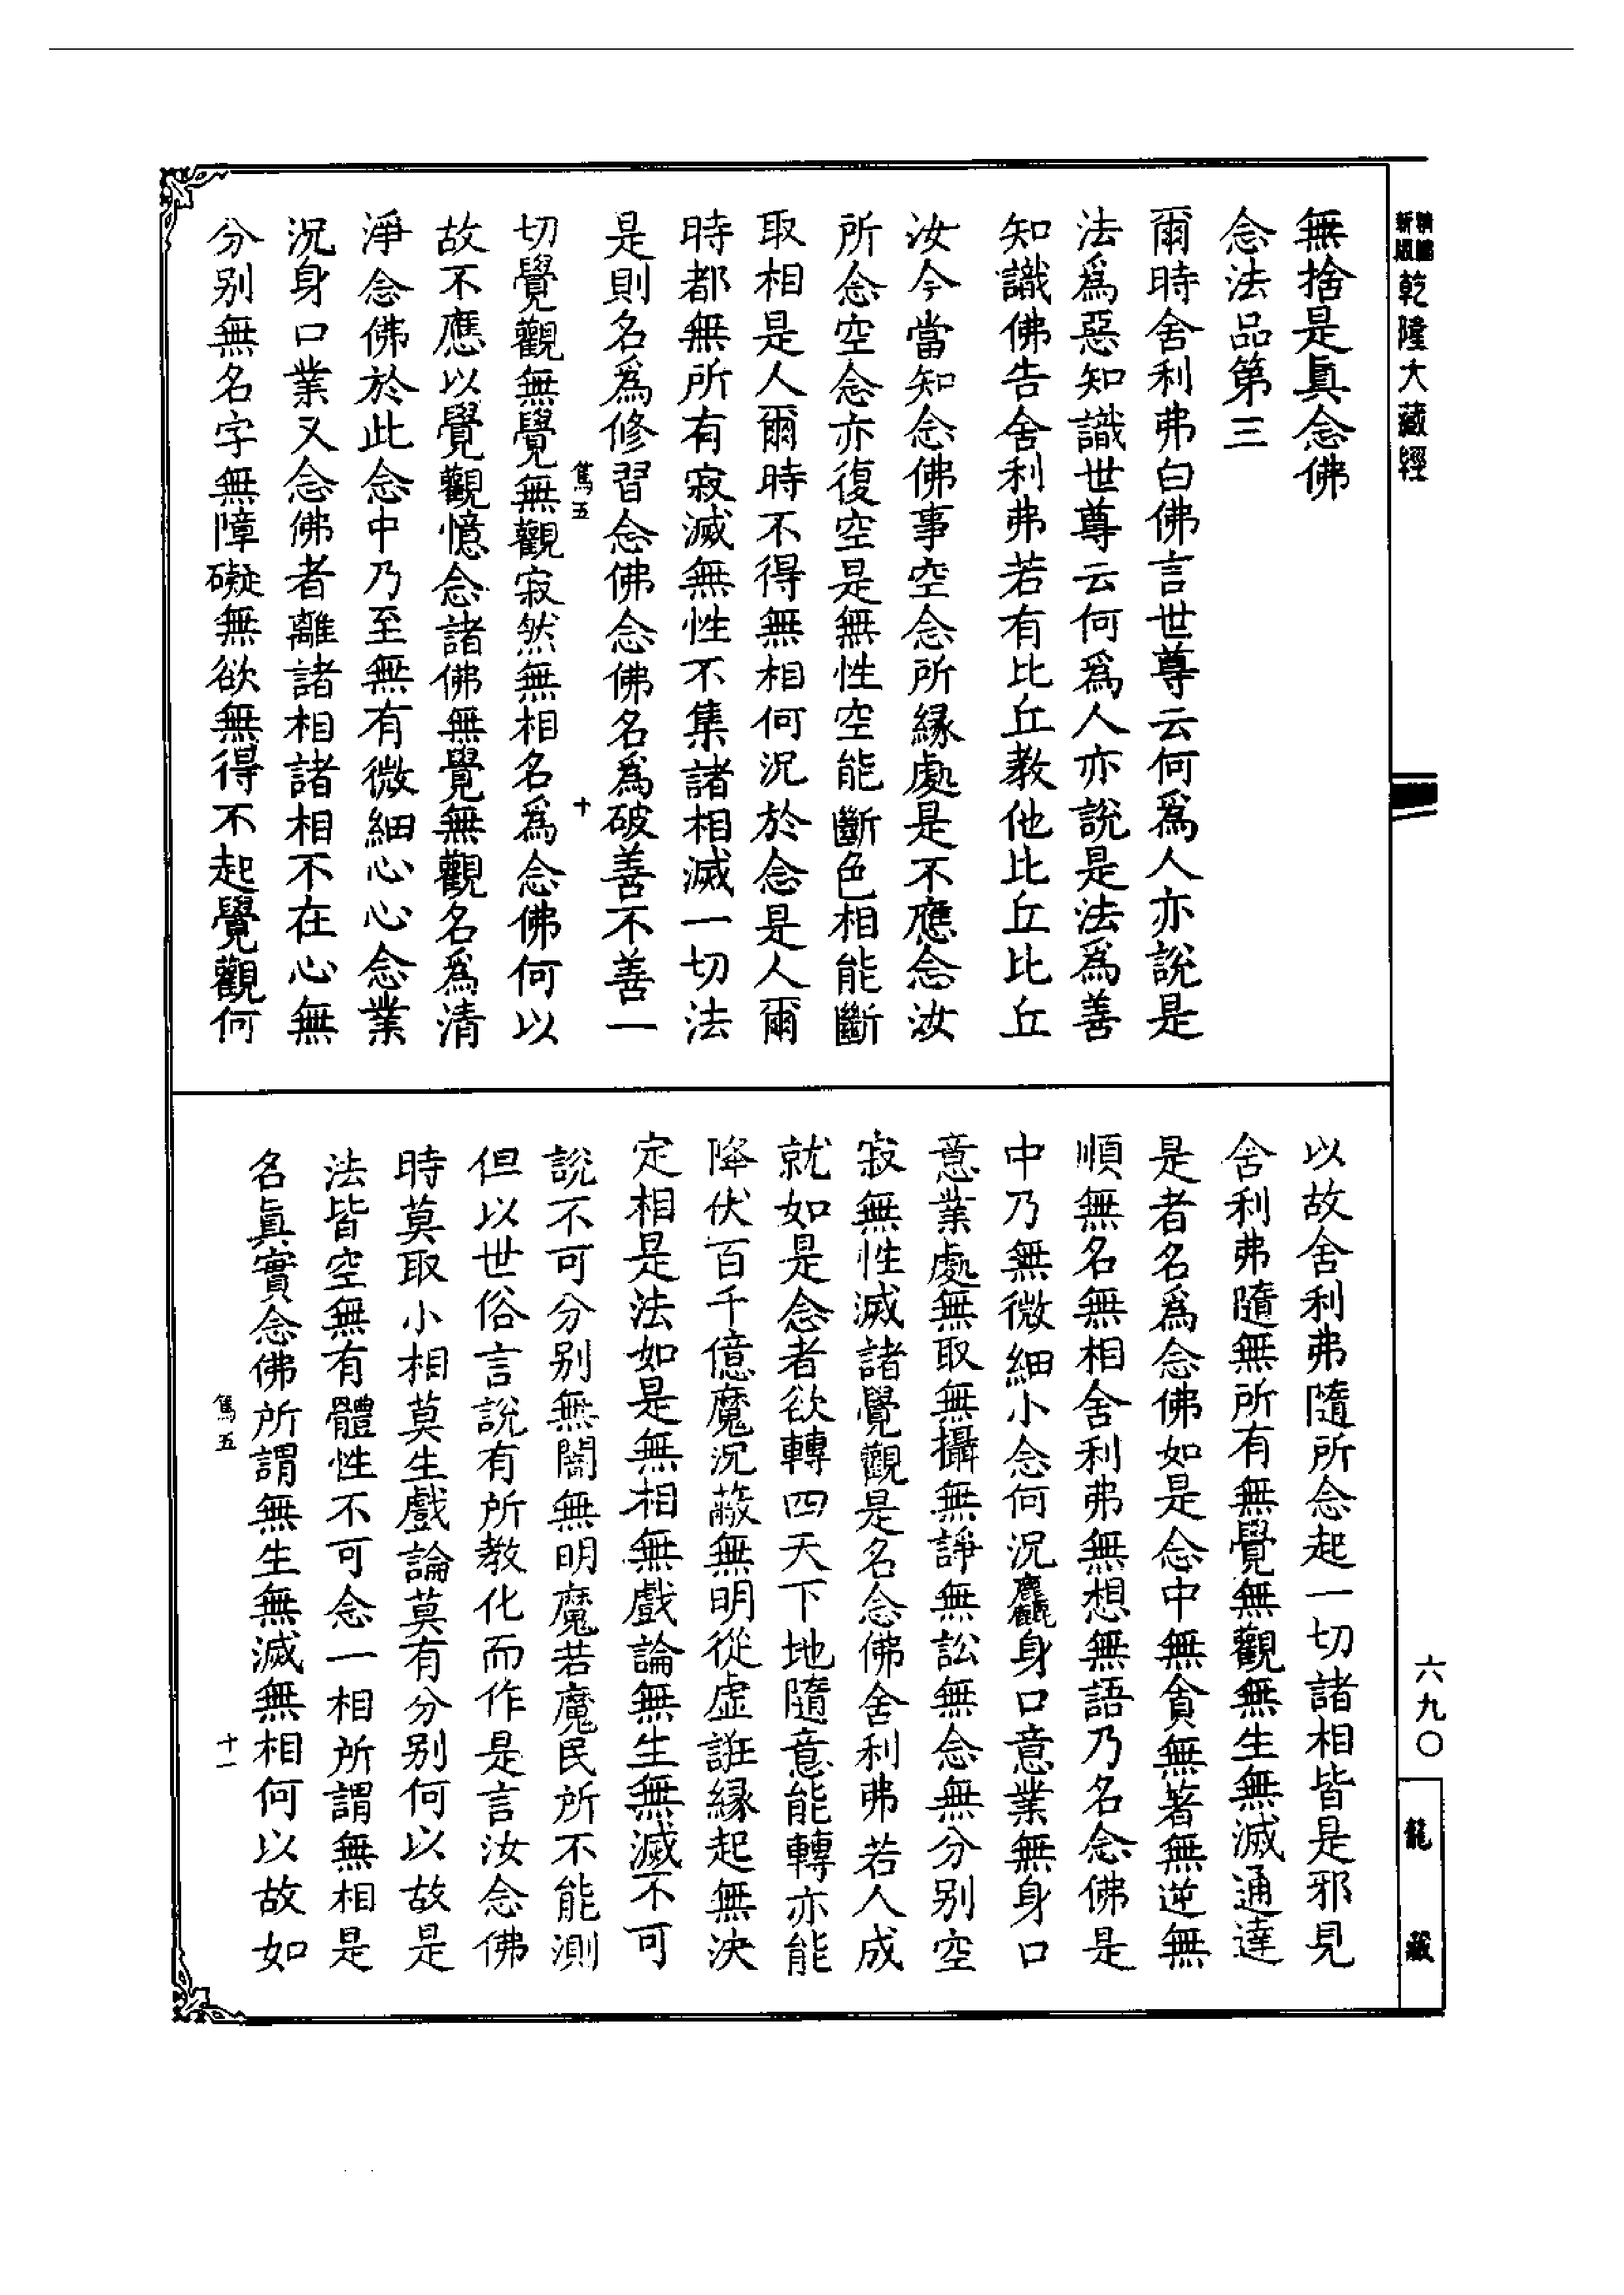 新編
縮版
乾隆大藏經
六九〇
龍藏
無捨是眞念佛
念法品第三
爾時舍利弗白佛言世尊云何爲人亦說是
法爲惡知識世尊云何爲人亦說是法爲善
知識佛告舍利弗若有比丘教他比丘比丘
汝今當知念佛事空念所緣處是不應念汝
所念空念亦復空是無性空能斷色相能斷
取相是人爾時不得無相何況於念是人爾
時都無所有寂滅無性不集諸相滅一切法
是則名爲修習念佛念佛名爲破善不善一
篤五
十
切覺觀無覺無觀寂然無相名爲念佛何以
故不應以覺觀憶念諸佛無覺無觀名爲清
淨念佛於此念中乃至無有微細心心念業
況身口業又念佛者離諸相諸相不在心無
分别無名字無障礙無欲無得不起覺觀何
以故舍利弗隨所念起一切諸相皆是邪見
舍利弗隨無所有無覺無觀無生無滅通達
是者名爲念佛如是念中無貪無著無逆無
順無名無相舍利弗無想無語乃名念佛是
中乃無微細小念何況麤身口意業無身口
意業處無取無攝無諍無訟無念無分别空
寂無性滅諸覺觀是名念佛舍利弗若人成
就如是念者欲轉四天下地隨意能轉亦能
降伏百千億魔況蔽無明從虛誑緣起無決
定相是法如是無相無戲論無生無滅不可
說不可分别無闇無明魔若魔民所不能測
但以世俗言說有所教化而作是言汝念佛
時莫取小相莫生戲論莫有分别何以故是
法皆空無有體性不可念一相所謂無相是
名眞實念佛所謂無生無滅無相何以故如
篤五
十一